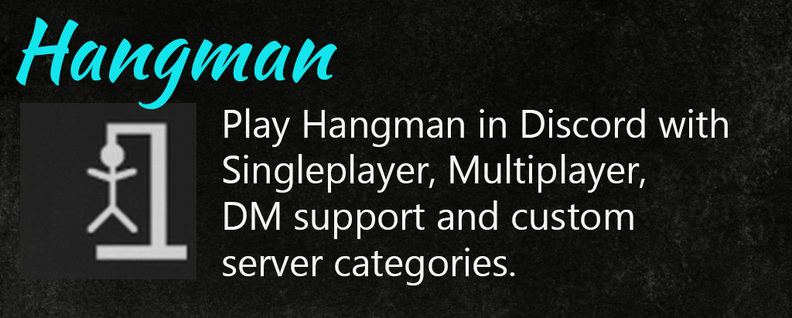 Hangman
Play Hangman in Discord with
Singleplayer, Multiplayer,
DM support and custom
server categories.